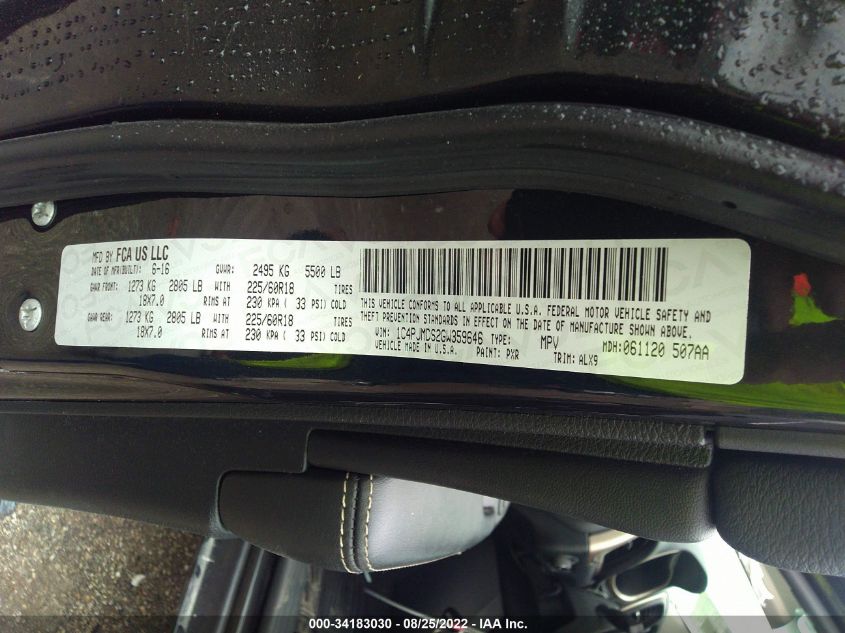 MFD BY FCA US LLC
DATE OF MFR(BUILT): 6-16 GVWR: 2495 KG 5500 LB
GAWR FRONT: 1273 KG 2805 LB WITH 225/60R18 TIRES
18X7.0 RIMS AT 230 KPA ( 33 PSI) COLD
GAWR REAR: 1273 KG 2805 LB WITH 225/60R18 TIRES
18X7.0 RIMS AT 230 KPA ( 33 PSI) COLD
THIS VEHICLE CONFORMS TO ALL APPLICABLE U.S.A. FEDERAL MOTOR VEHICLE SAFETY AND
THEFT PREVENTION STANDARDS IN EFFECT ON THE DATE OF MANUFACTURE SHOWN ABOVE.
VIN: 1C4PJMCS2GW359646 TYPE: MPV MDH:061120 507AA
VEHICLE MADE IN U.S.A. PAINT: PXR TRIM: ALX9
000-34183030 - 08/25/2022 - IAA Inc.